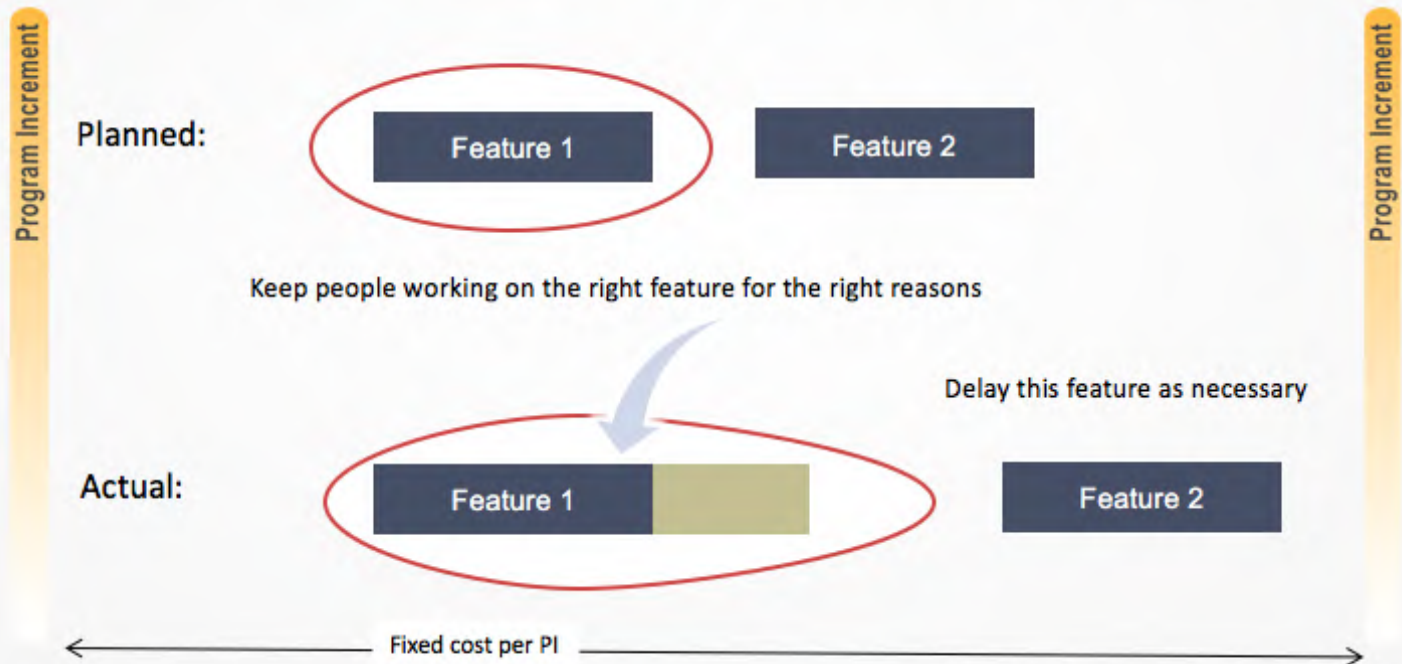 Program Increment
Planned:
Feature 1
Feature 2
Program Increment
Keep people working on the right feature for the right reasons
Delay this feature as necessary
Actual:
Feature 1
Feature 2
Fixed cost per PI